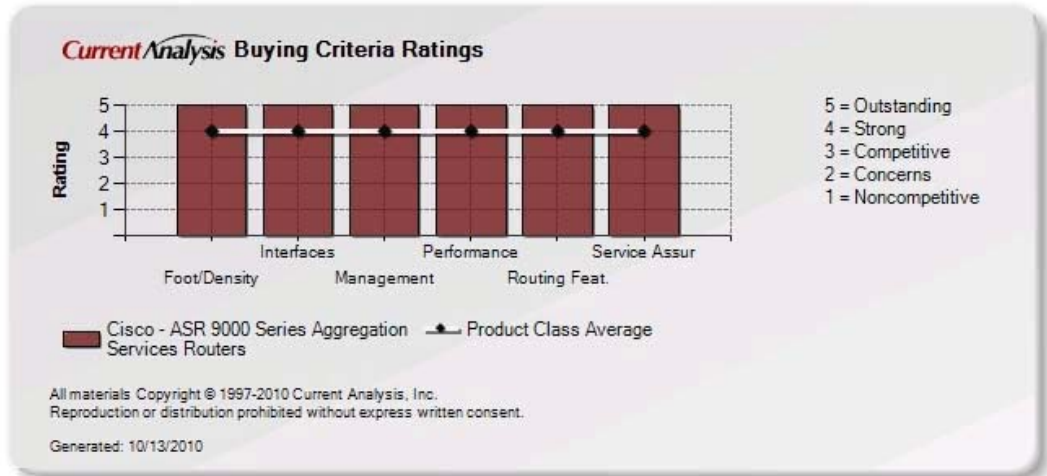 Current Analysis Buying Criteria Ratings
5
4
3
2
1
Rating
Foot/Density
Interfaces
Management
Performance
Routing Feat.
Service Assur
5 = Outstanding
4 = Strong
3 = Competitive
2 = Concerns
1 = Noncompetitive
Cisco - ASR 9000 Series Aggregation
Services Routers
Product Class Average
All materials Copyright © 1997-2010 Current Analysis, Inc.
Reproduction or distribution prohibited without express written consent.
Generated: 10/13/2010